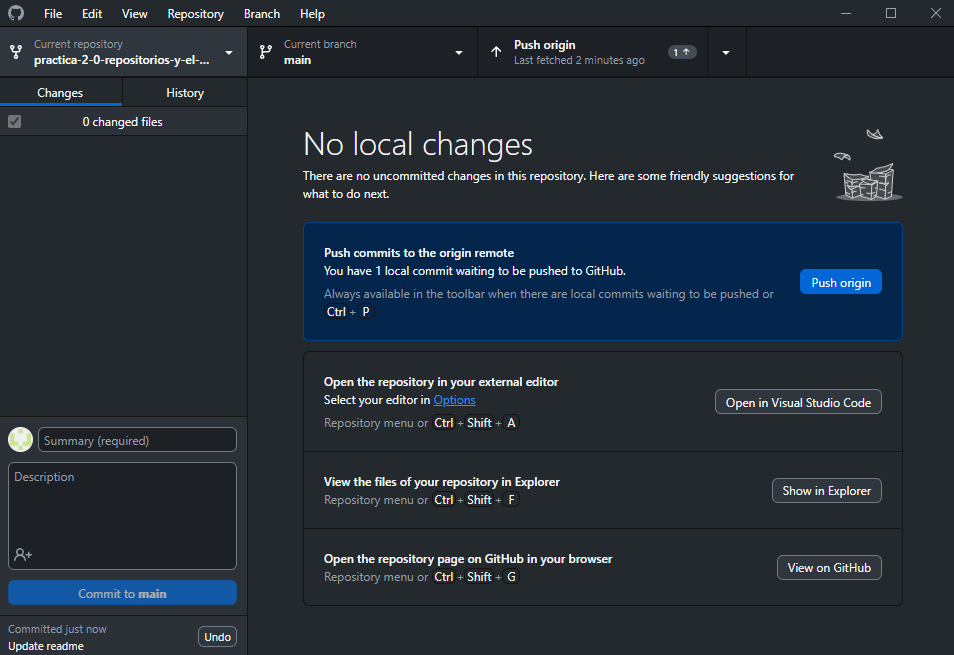 File Edit View Repository Branch Help
Current repository
practica-2-0-repositorios-y-el-...
Current branch
main
Push origin
Last fetched 2 minutes ago
1
Changes
History
0 changed files
No local changes
There are no uncommitted changes in this repository. Here are some friendly suggestions for
what to do next.
Push commits to the origin remote
You have 1 local commit waiting to be pushed to GitHub.
Always available in the toolbar when there are local commits waiting to be pushed or
Ctrl + P
Push origin
Open the repository in your external editor
Select your editor in Options
Repository menu or Ctrl + Shift + A
Open in Visual Studio Code
View the files of your repository in Explorer
Repository menu or Ctrl + Shift + F
Show in Explorer
Open the repository page on GitHub in your browser
Repository menu or Ctrl + Shift + G
View on GitHub
Summary (required)
Description
Commit to main
Committed just now
Update readme
Undo